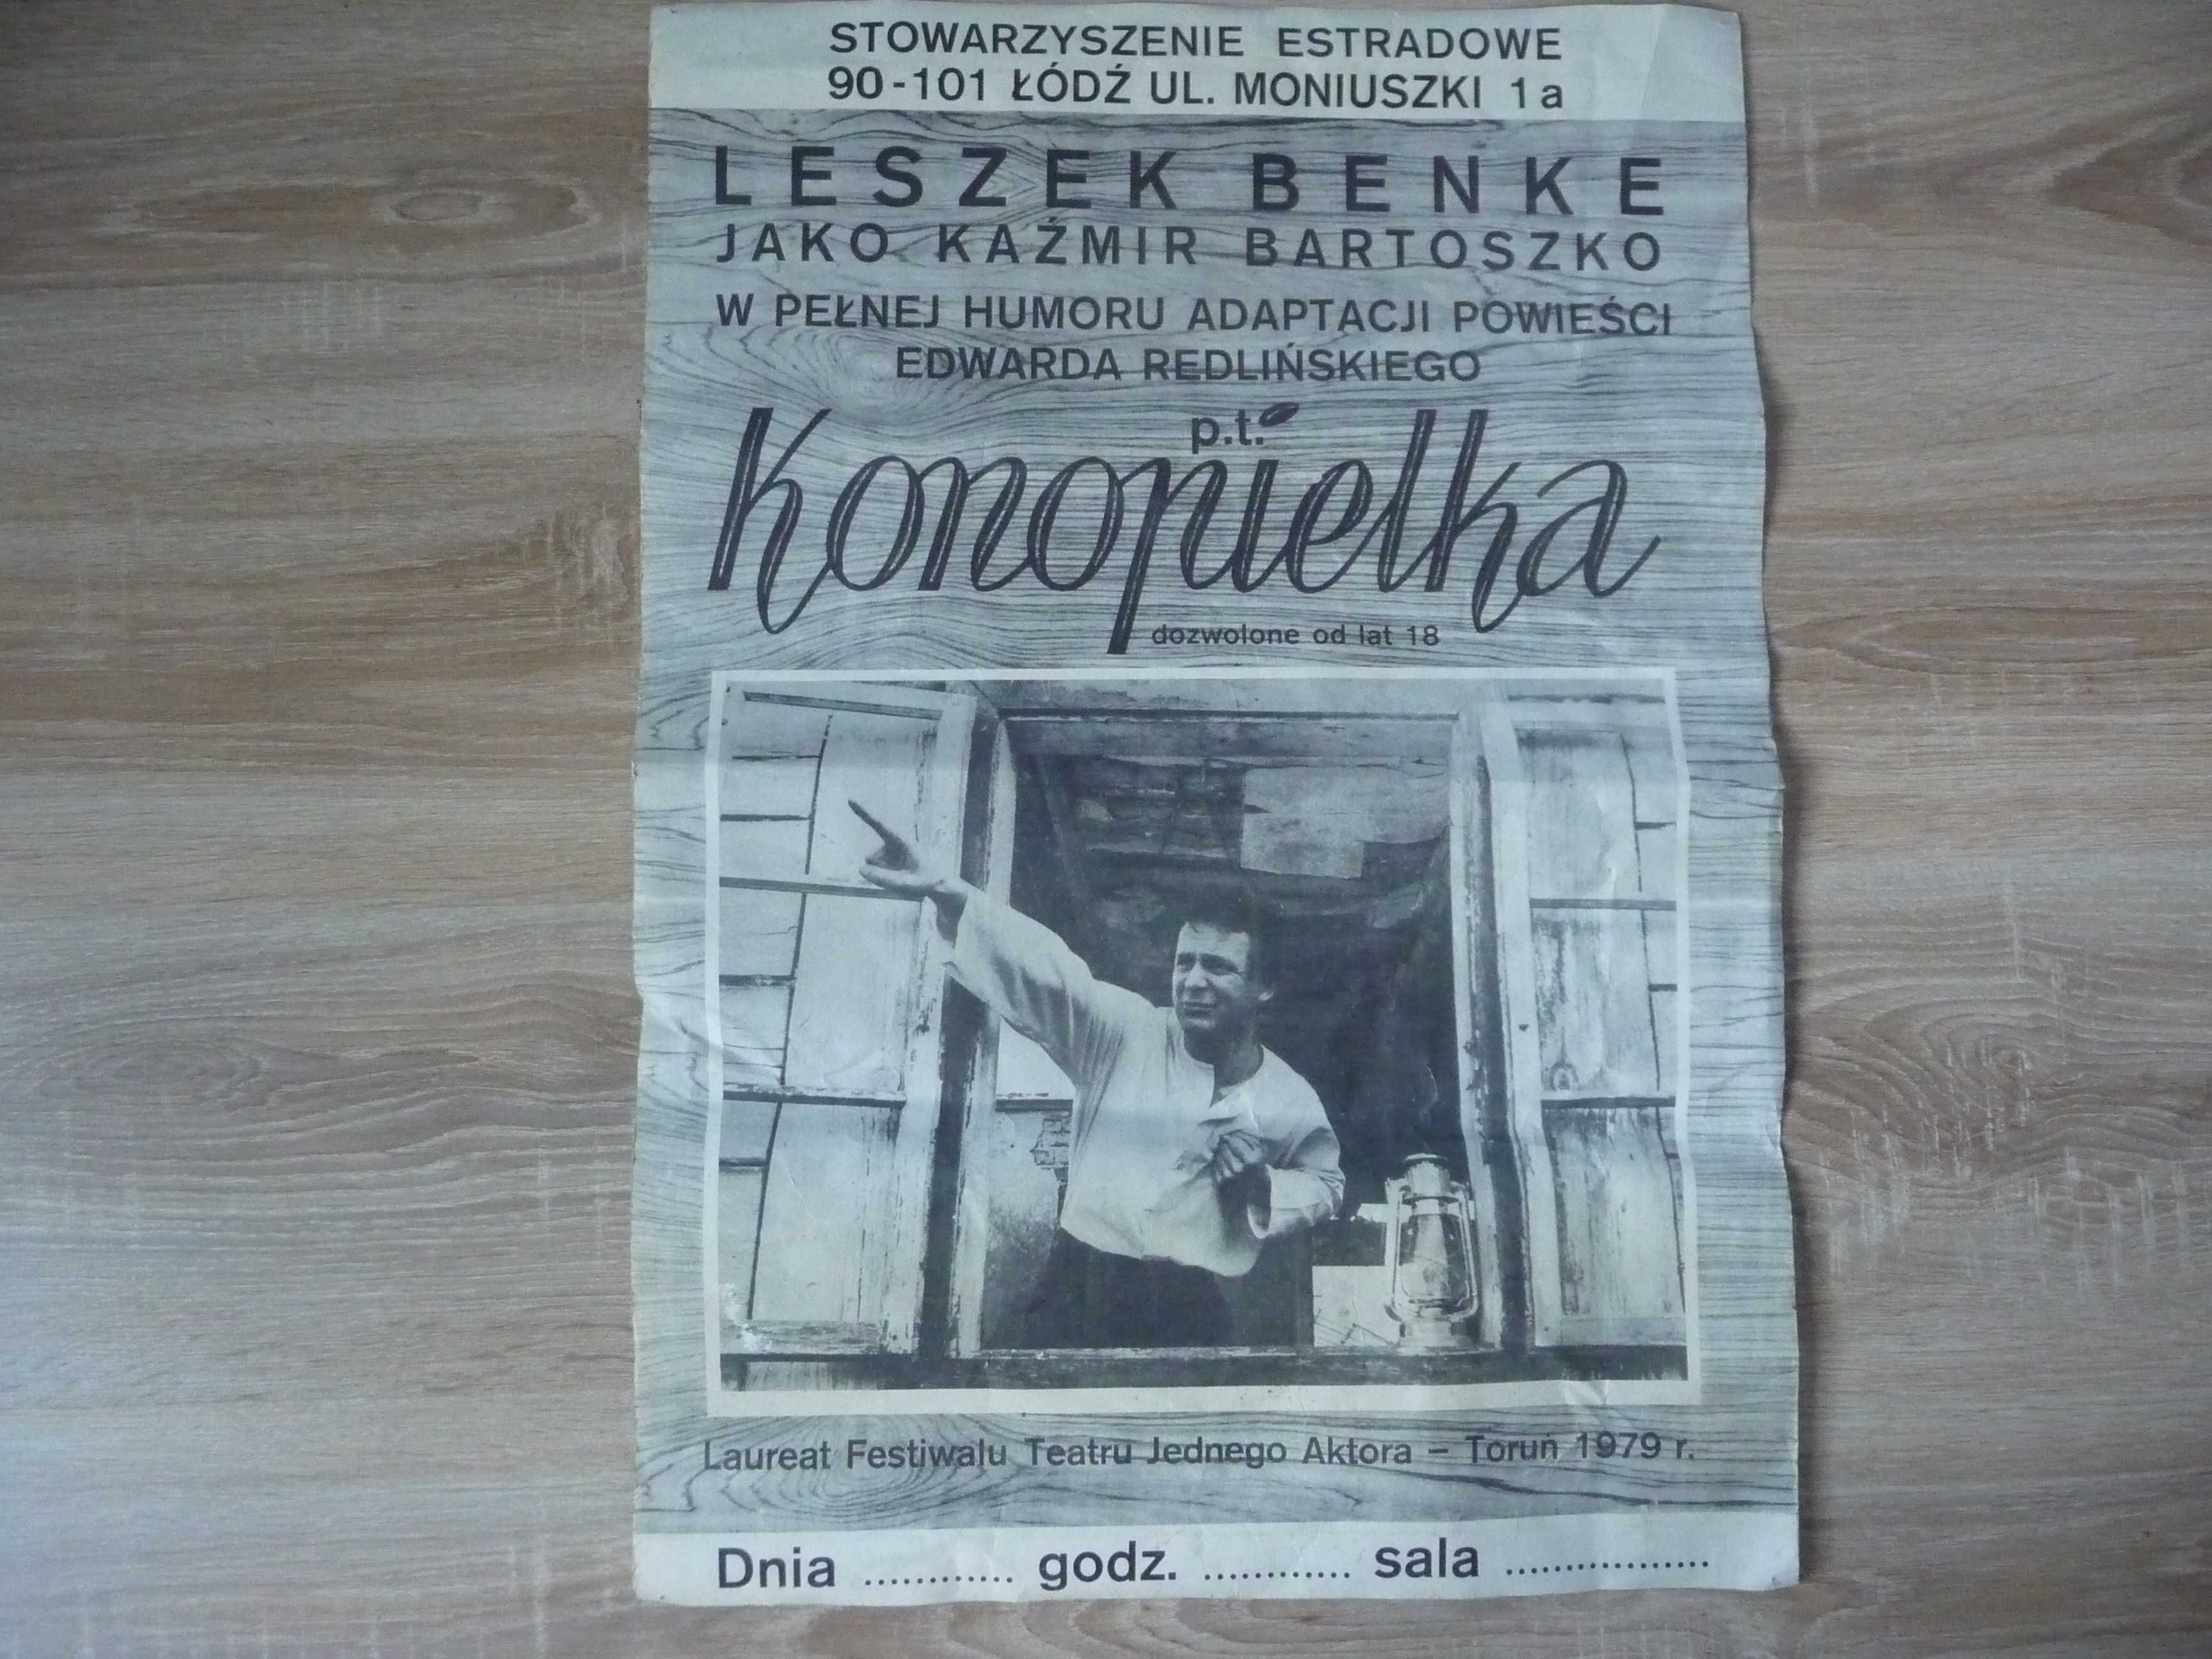 STOWARZYSZENIE ESTRADOWE
90-101 ŁÓDŹ UL. MONIUSZKI 1a
LESZEK BENKE
JAKO KAŹMIR BARTOSZKO
W PEŁNEJ HUMORU ADAPTACJI POWIEŚCI
EDWARDA REDLIŃSKIEGO
p.t.
Konopielka
dozwolone od lat 18
Laureat Festiwalu Teatru Jednego Aktora – Toruń 1979 r.
Dnia ............ godz. ............ sala .................